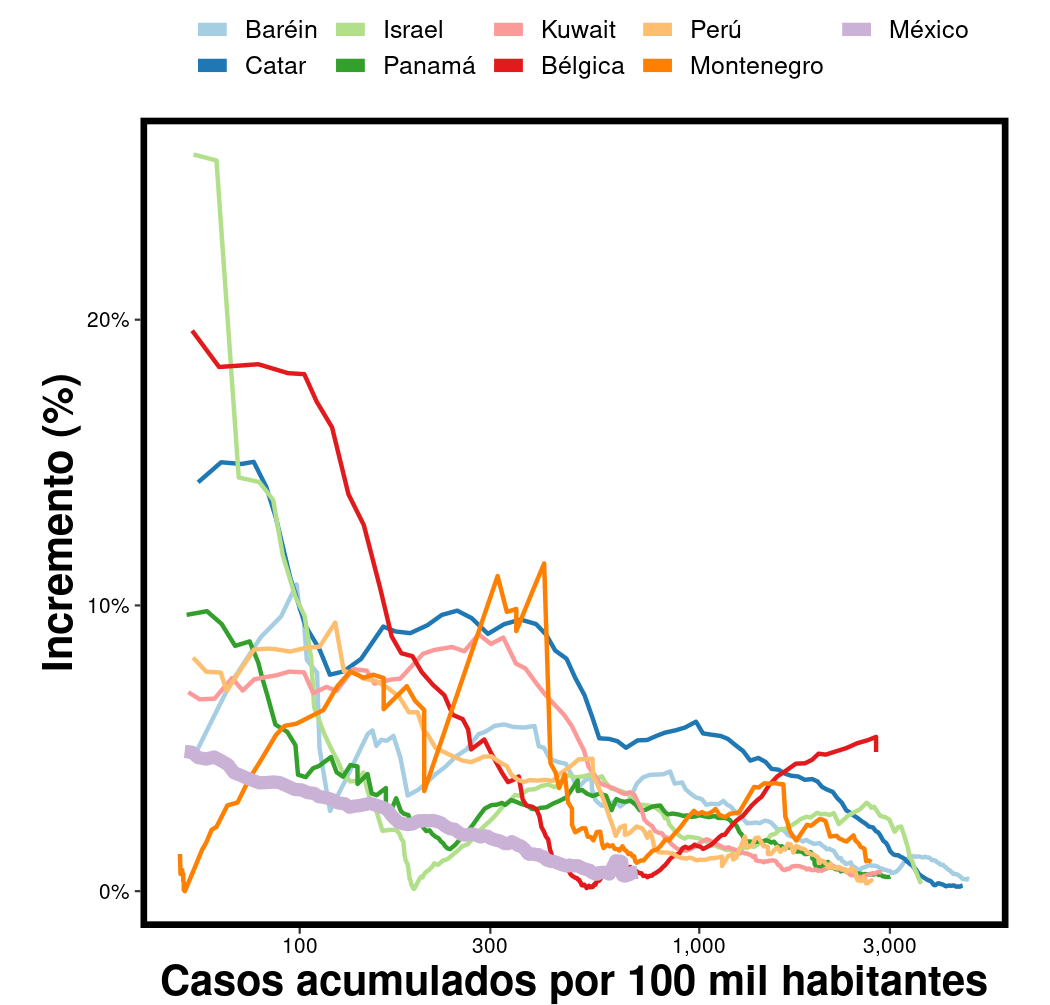 Baréin Israel Kuwait Perú México
Catar Panamá Bélgica Montenegro
Incremento (%)
20%
10%
0%
100 300 1,000 3,000
Casos acumulados por 100 mil habitantes